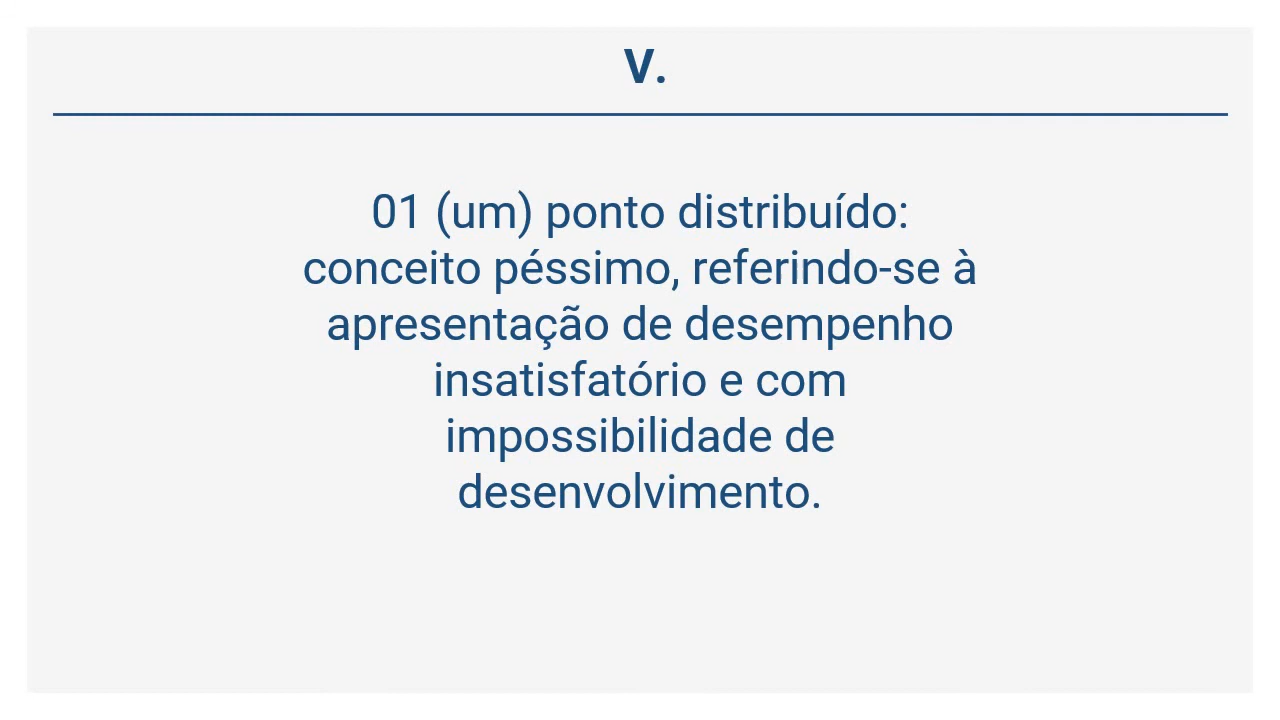 V.
01 (um) ponto distribuído:
conceito péssimo, referindo-se à
apresentação de desempenho
insatisfatório e com
impossibilidade de
desenvolvimento.